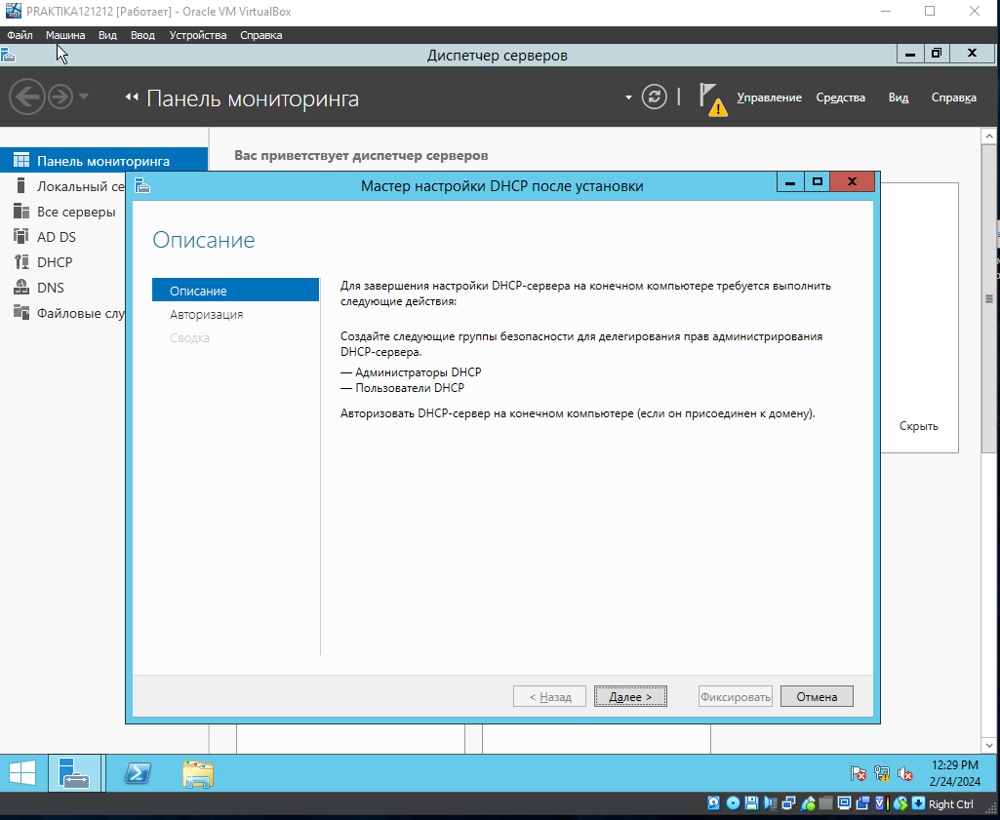 PRAKTIKA121212 [Работает] - Oracle VM VirtualBox
Файл Машина Вид Ввод Устройства Справка
Диспетчер серверов
Панель мониторинга
Управление Средства Вид Справка
Панель мониторинга
Локальный се
Все серверы
AD DS
DHCP
DNS
Файловые слу
Вас приветствует диспетчер серверов
Мастер настройки DHCP после установки
Описание
Описание
Авторизация
Сводка
Для завершения настройки DHCP-сервера на конечном компьютере требуется выполнить
следующие действия:
Создайте следующие группы безопасности для делегирования прав администрирования
DHCP-сервера.
— Администраторы DHCP
— Пользователи DHCP
Авторизовать DHCP-сервер на конечном компьютере (если он присоединен к домену).
Скрыть
< Назад Далее > Фиксировать Отмена
12:29 PM
2/24/2024
Right Ctrl